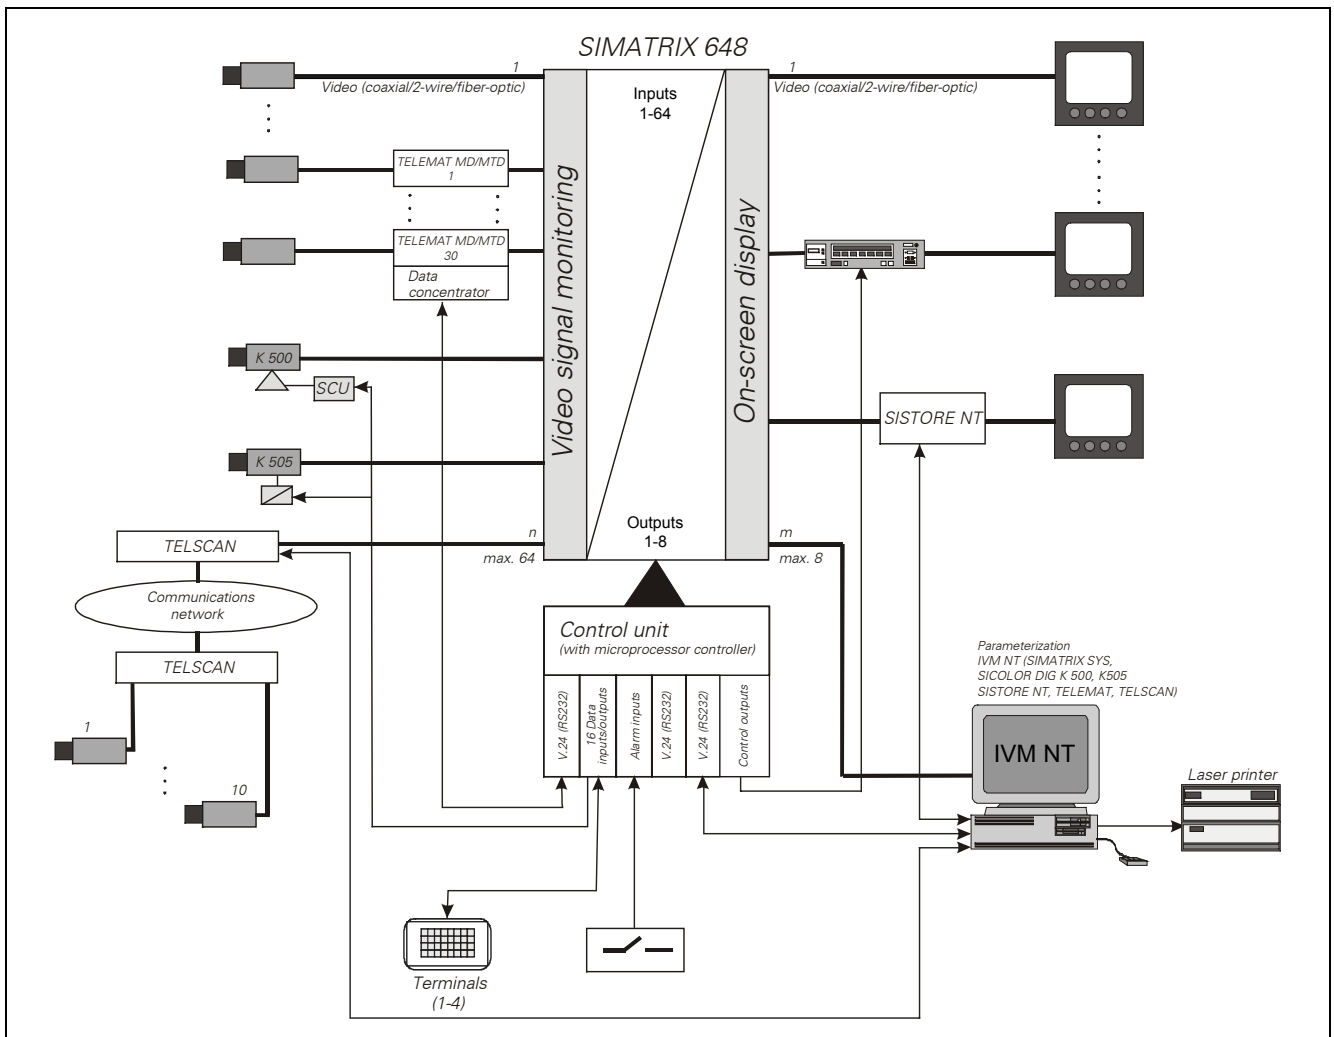 SIMATRIX 648
1
Video (coaxial/2-wire/fiber-optic)
1
Video (coaxial/2-wire/fiber-optic)
Inputs
1-64
TELEMAT MD/MTD
1
TELEMAT MD/MTD
30
Data
concentrator
Video signal monitoring
On-screen display
K 500
SCU
K 505
SISTORE NT
Outputs
1-8
n
max. 64
m
max. 8
TELSCAN
Communications
network
TELSCAN
1
10
Control unit
(with microprocessor controller)
V.24 (RS232)
16 Data
inputs/outputs
Alarm inputs
V.24 (RS232)
V.24 (RS232)
Control outputs
Parameterization
IVM NT (SIMATRIX SYS,
SICOLOR DIG K 500, K505
SISTORE NT, TELEMAT, TELSCAN)
IVM NT
Laser printer
Terminals
(1-4)